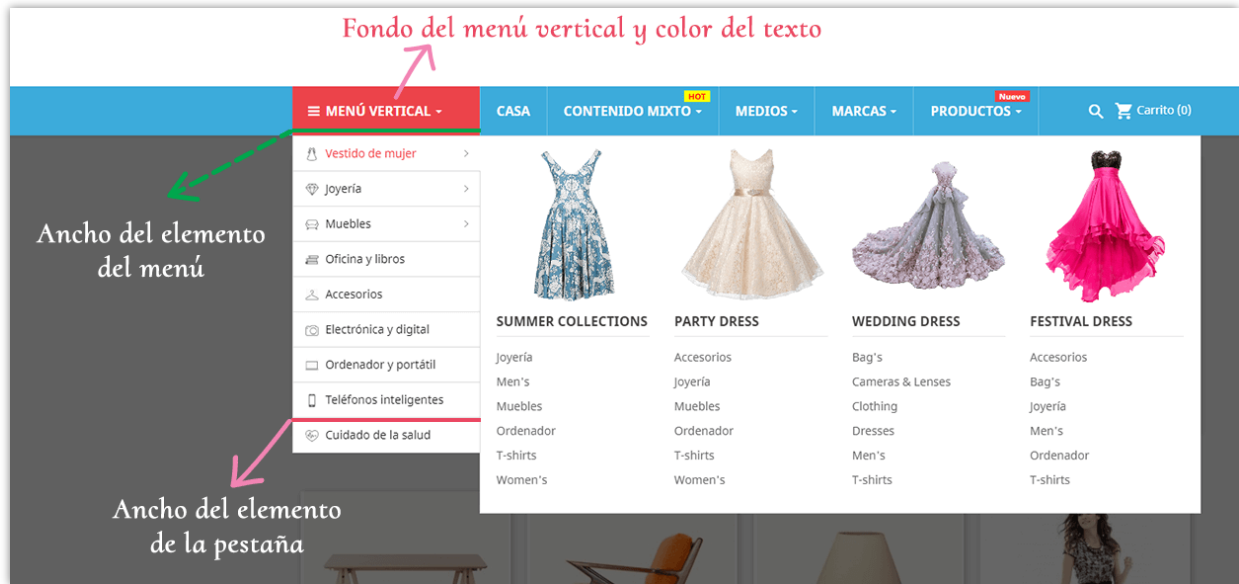 Fondo del menú vertical y color del texto
MENÚ VERTICAL
CASA
CONTENIDO MIXTO
HOT
MEDIOS
MARCAS
PRODUCTOS
Nuevo
Carrito (0)
Vestido de mujer
Joyería
Muebles
Oficina y libros
Accesorios
Electrónica y digital
Ordenador y portátil
Teléfonos inteligentes
Cuidado de la salud
Ancho del elemento
del menú
Ancho del elemento
de la pestaña
SUMMER COLLECTIONS
Joyería
Men's
Muebles
Ordenador
T-shirts
Women's
PARTY DRESS
Accesorios
Joyería
Muebles
Ordenador
T-shirts
Women's
WEDDING DRESS
Bag's
Cameras & Lenses
Clothing
Dresses
Men's
T-shirts
FESTIVAL DRESS
Accesorios
Bag's
Joyería
Men's
Ordenador
T-shirts